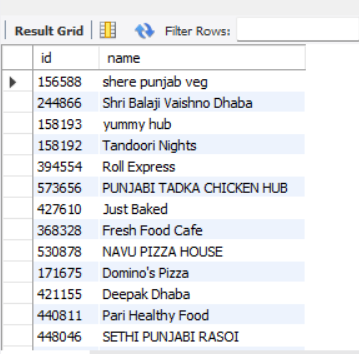 Result Grid Filter Rows:
id name
156588 shere punjab veg
244866 Shri Balaji Vaishno Dhaba
158193 yummy hub
158192 Tandoori Nights
394554 Roll Express
573656 PUNJABI TADKA CHICKEN HUB
427610 Just Baked
368328 Fresh Food Cafe
530878 NAVU PIZZA HOUSE
171675 Domino's Pizza
421155 Deepak Dhaba
440811 Pari Healthy Food
448046 SETHI PUNJABI RASOI